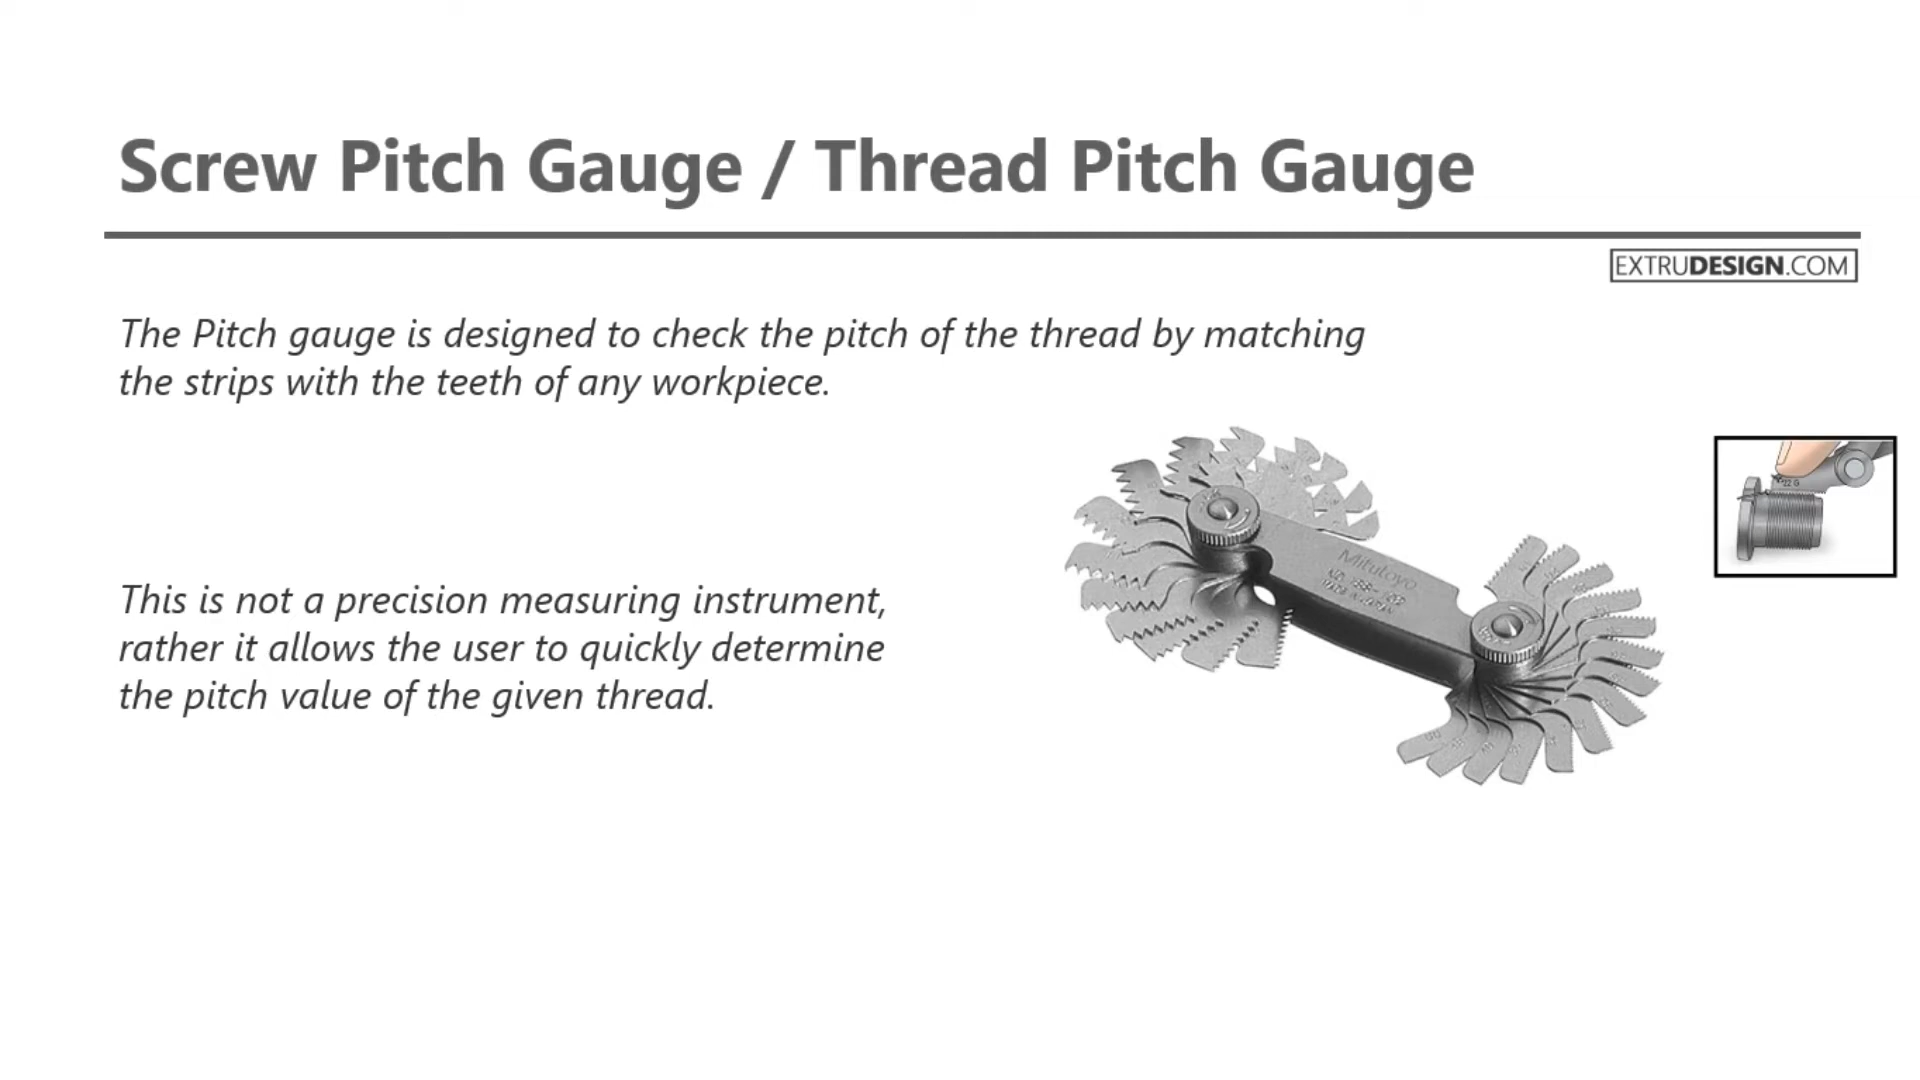 Screw Pitch Gauge / Thread Pitch Gauge
EXTRUDESIGN.COM
The Pitch gauge is designed to check the pitch of the thread by matching
the strips with the teeth of any workpiece.
22 G
Mitutoyo
This is not a precision measuring instrument,
rather it allows the user to quickly determine
the pitch value of the given thread.